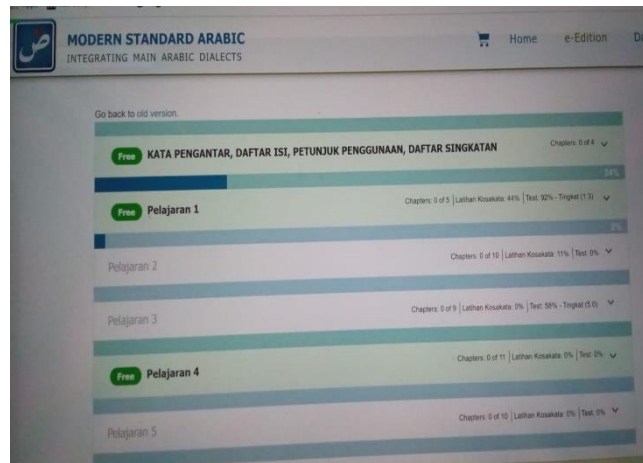 ض
MODERN STANDARD ARABIC
INTEGRATING MAIN ARABIC DIALECTS
Home e-Edition
Go back to old version.
Free KATA PENGANTAR, DAFTAR ISI, PETUNJUK PENGGUNAAN, DAFTAR SINGKATAN Chapters: 0 of 4
34%
Free Pelajaran 1 Chapters: 0 of 5 | Latihan Kosakata: 44% | Test: 92% - Tingkat (1.3)
Pelajaran 2 Chapters: 0 of 10 | Latihan Kosakata: 11% | Test: 0%
Pelajaran 3 Chapters: 0 of 9 | Latihan Kosakata: 0% | Test: 58% - Tingkat (5.0)
Free Pelajaran 4 Chapters: 0 of 11 | Latihan Kosakata: 0% | Test: 0%
Pelajaran 5 Chapters: 0 of 10 | Latihan Kosakata: 0% | Test: 0%